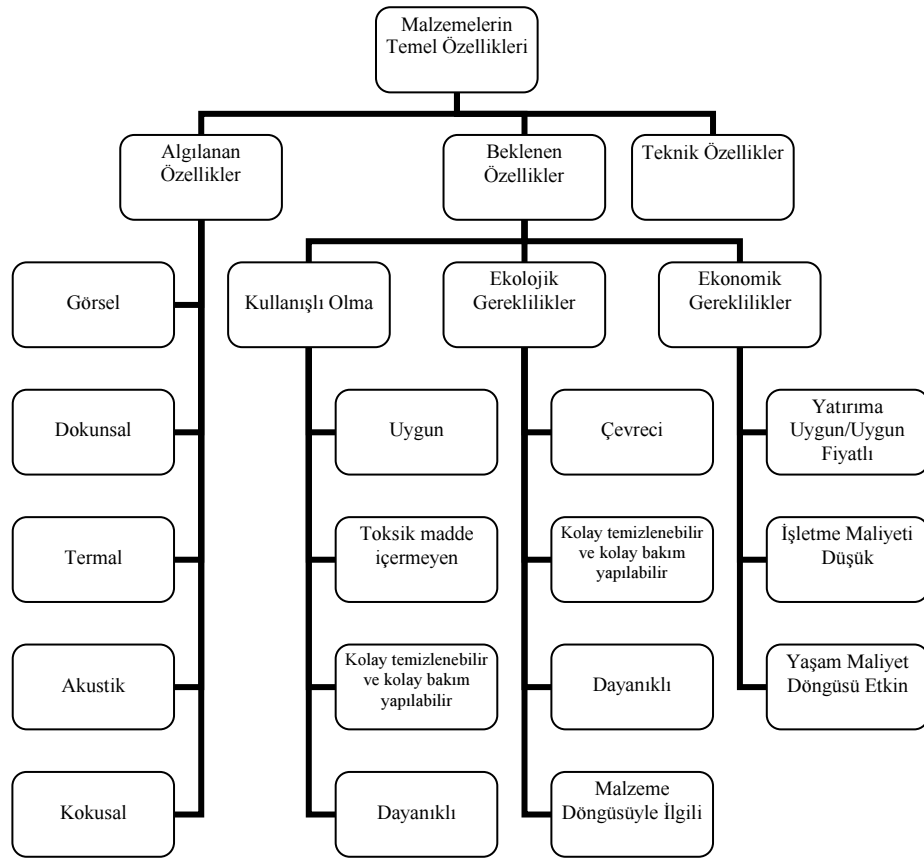 Malzemelerin
Temel Özellikleri
Algılanan
Özellikler
Beklenen
Özellikler
Teknik Özellikler
Görsel
Kullanışlı Olma
Ekolojik
Gereklilikler
Ekonomik
Gereklilikler
Dokunsal
Uygun
Çevreci
Yatırıma
Uygun/Uygun
Fiyatlı
Termal
Toksik madde
içermeyen
Kolay temizlenebilir
ve kolay bakım
yapılabilir
İşletme Maliyeti
Düşük
Akustik
Kolay temizlenebilir
ve kolay bakım
yapılabilir
Dayanıklı
Yaşam Maliyet
Döngüsü Etkin
Kokusal
Dayanıklı
Malzeme
Döngüsüyle İlgili